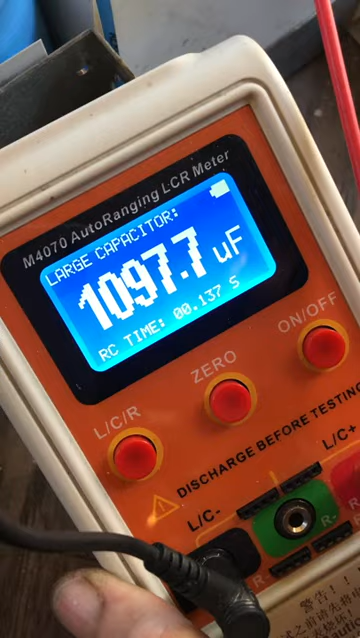 M4070 AutoRanging LCR Meter
LARGE CAPACITOR:
1097.7 uF
RC TIME: 00.137 S
ON/OFF
ZERO
L/C/R
DISCHARGE BEFORE TESTING
L/C+
L/C-
R-
R-
警告!!